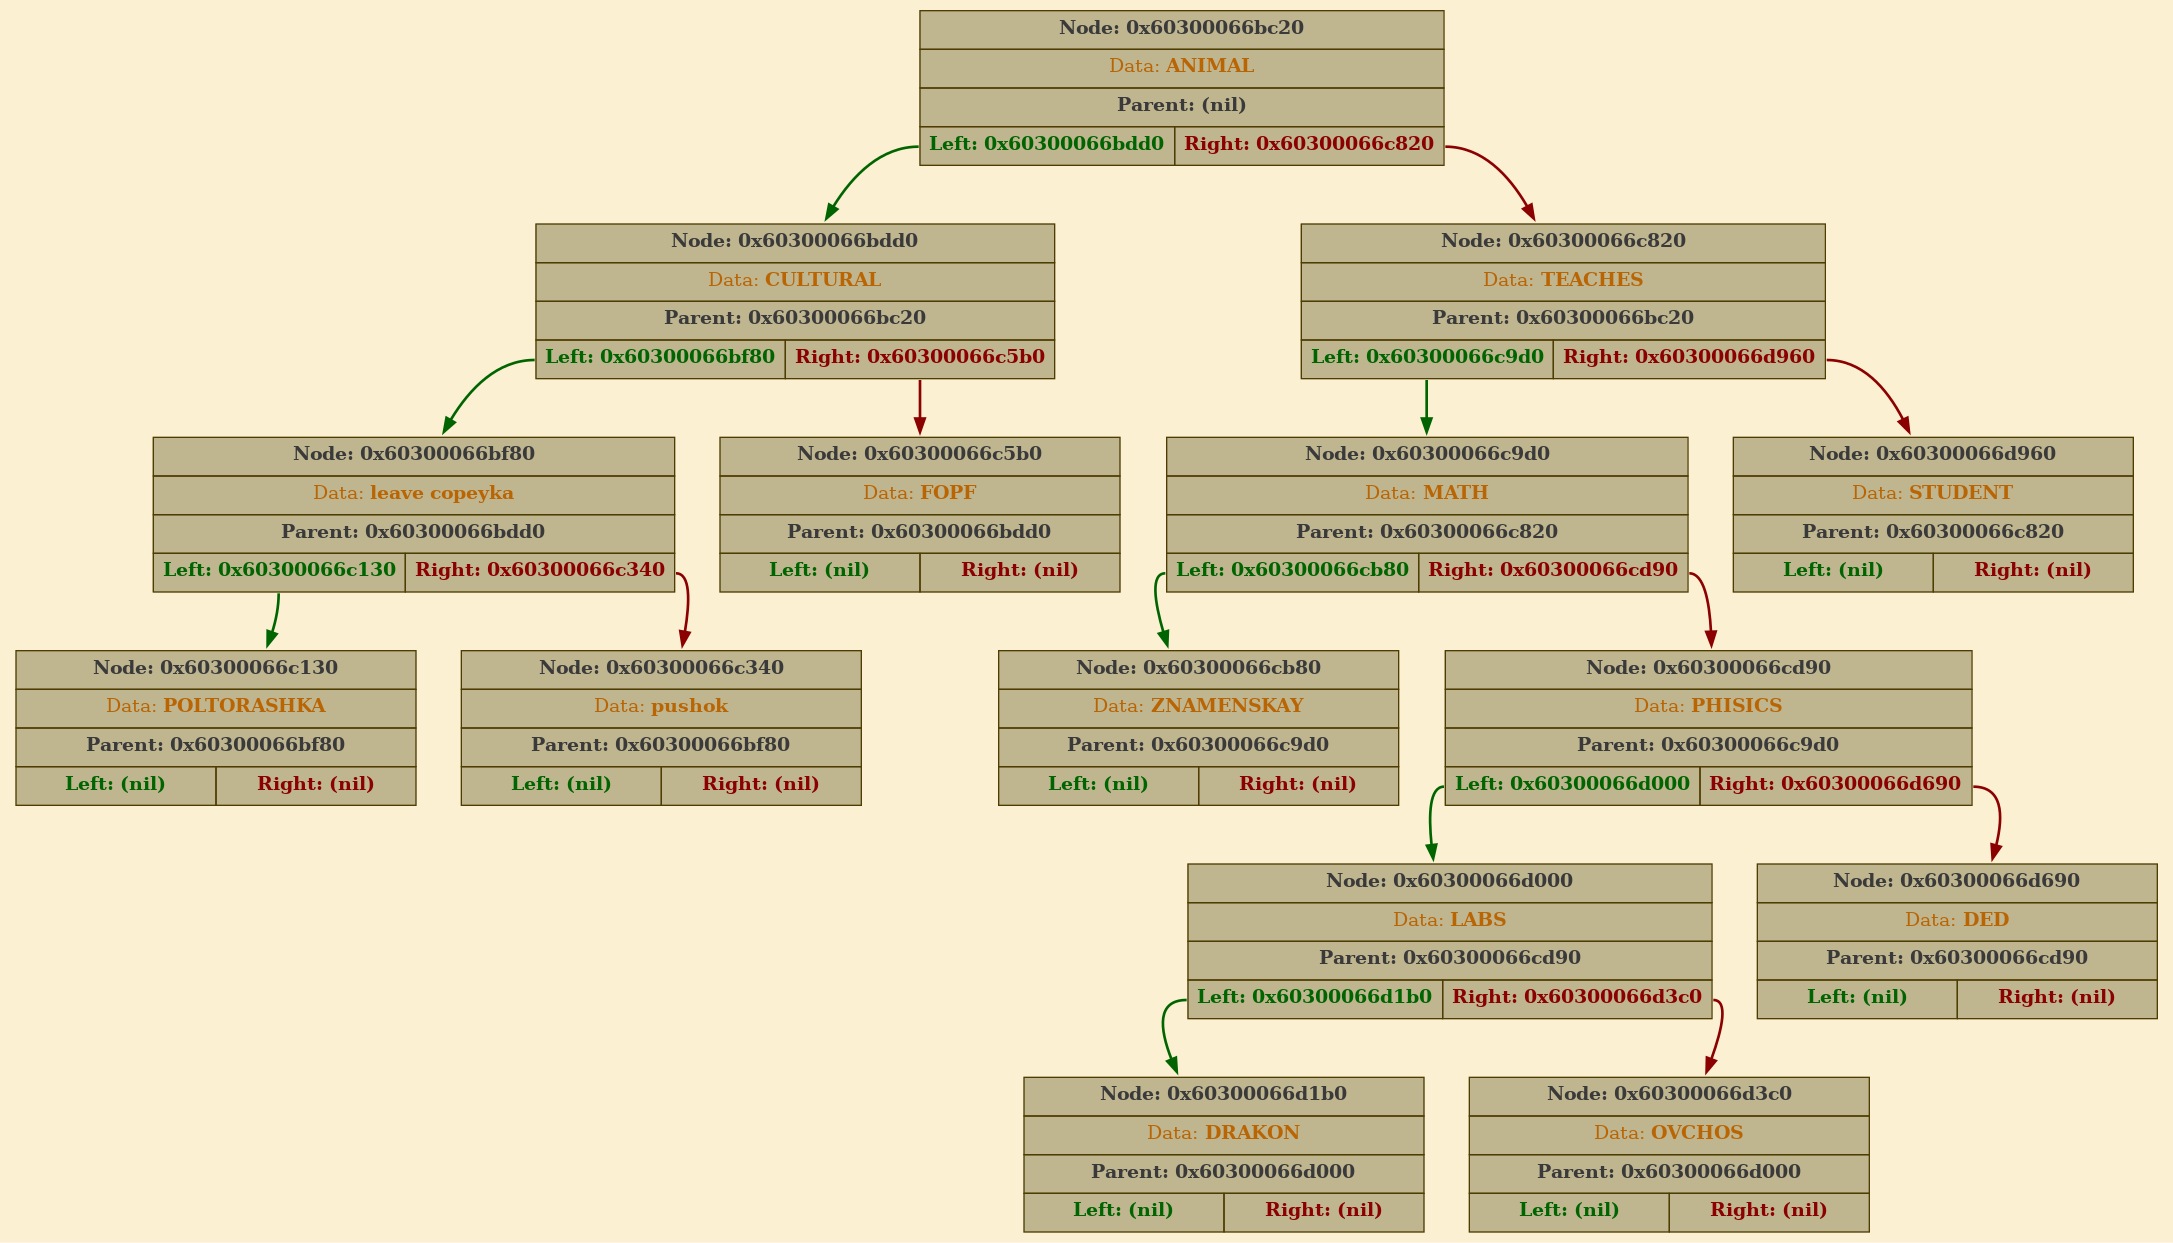 Node: 0x60300066bc20
Data: ANIMAL
Parent: (nil)
Left: 0x60300066bdd0 Right: 0x60300066c820
Node: 0x60300066bdd0
Data: CULTURAL
Parent: 0x60300066bc20
Left: 0x60300066bf80 Right: 0x60300066c5b0
Node: 0x60300066c820
Data: TEACHES
Parent: 0x60300066bc20
Left: 0x60300066c9d0 Right: 0x60300066d960
Node: 0x60300066bf80
Data: leave copeyka
Parent: 0x60300066bdd0
Left: 0x60300066c130 Right: 0x60300066c340
Node: 0x60300066c5b0
Data: FOPF
Parent: 0x60300066bdd0
Left: (nil) Right: (nil)
Node: 0x60300066c9d0
Data: MATH
Parent: 0x60300066c820
Left: 0x60300066cb80 Right: 0x60300066cd90
Node: 0x60300066d960
Data: STUDENT
Parent: 0x60300066c820
Left: (nil) Right: (nil)
Node: 0x60300066c130
Data: POLTORASHKA
Parent: 0x60300066bf80
Left: (nil) Right: (nil)
Node: 0x60300066c340
Data: pushok
Parent: 0x60300066bf80
Left: (nil) Right: (nil)
Node: 0x60300066cb80
Data: ZNAMENSKAY
Parent: 0x60300066c9d0
Left: (nil) Right: (nil)
Node: 0x60300066cd90
Data: PHISICS
Parent: 0x60300066c9d0
Left: 0x60300066d000 Right: 0x60300066d690
Node: 0x60300066d000
Data: LABS
Parent: 0x60300066cd90
Left: 0x60300066d1b0 Right: 0x60300066d3c0
Node: 0x60300066d690
Data: DED
Parent: 0x60300066cd90
Left: (nil) Right: (nil)
Node: 0x60300066d1b0
Data: DRAKON
Parent: 0x60300066d000
Left: (nil) Right: (nil)
Node: 0x60300066d3c0
Data: OVCHOS
Parent: 0x60300066d000
Left: (nil) Right: (nil)